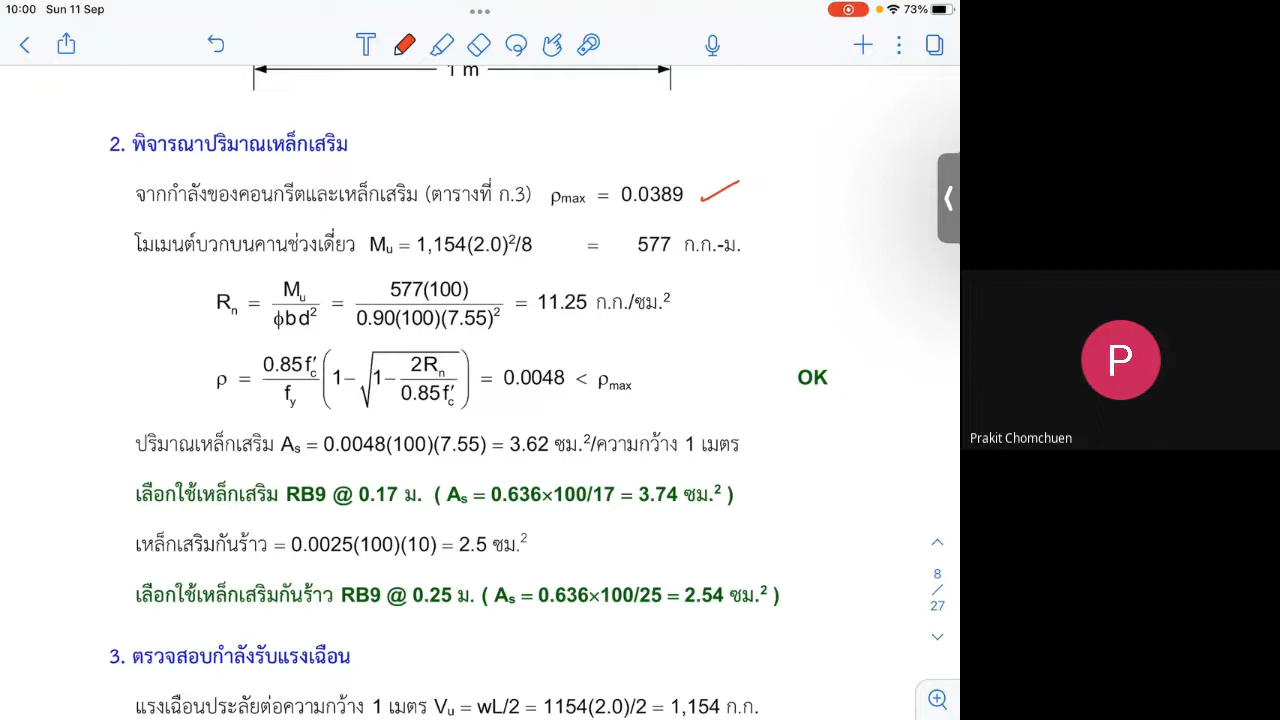 10:00 Sun 11 Sep
73%
1 m
2. พิจารณาปริมาณเหล็กเสริม
จากกำลังของคอนกรีตและเหล็กเสริม (ตารางที่ ก.3) ρmax = 0.0389
โมเมนต์บวกบนคานช่วงเดี่ยว Mu = 1,154(2.0)²/8 = 577 ก.ก.-ม.
Rn = Mu/ϕbd² = 577(100)/0.90(100)(7.55)² = 11.25 ก.ก./ซม.²
ρ = 0.85f′c/fy (1−√(1−2Rn/0.85f′c)) = 0.0048 < ρmax OK
ปริมาณเหล็กเสริม As = 0.0048(100)(7.55) = 3.62 ซม.²/ความกว้าง 1 เมตร
เลือกใช้เหล็กเสริม RB9 @ 0.17 ม. ( As = 0.636×100/17 = 3.74 ซม.² )
เหล็กเสริมกันร้าว = 0.0025(100)(10) = 2.5 ซม.²
เลือกใช้เหล็กเสริมกันร้าว RB9 @ 0.25 ม. ( As = 0.636×100/25 = 2.54 ซม.² )
3. ตรวจสอบกำลังรับแรงเฉือน
แรงเฉือนประลัยต่อความกว้าง 1 เมตร Vu = wL/2 = 1154(2.0)/2 = 1,154 ก.ก.
8
/
27
P
Prakit Chomchuen